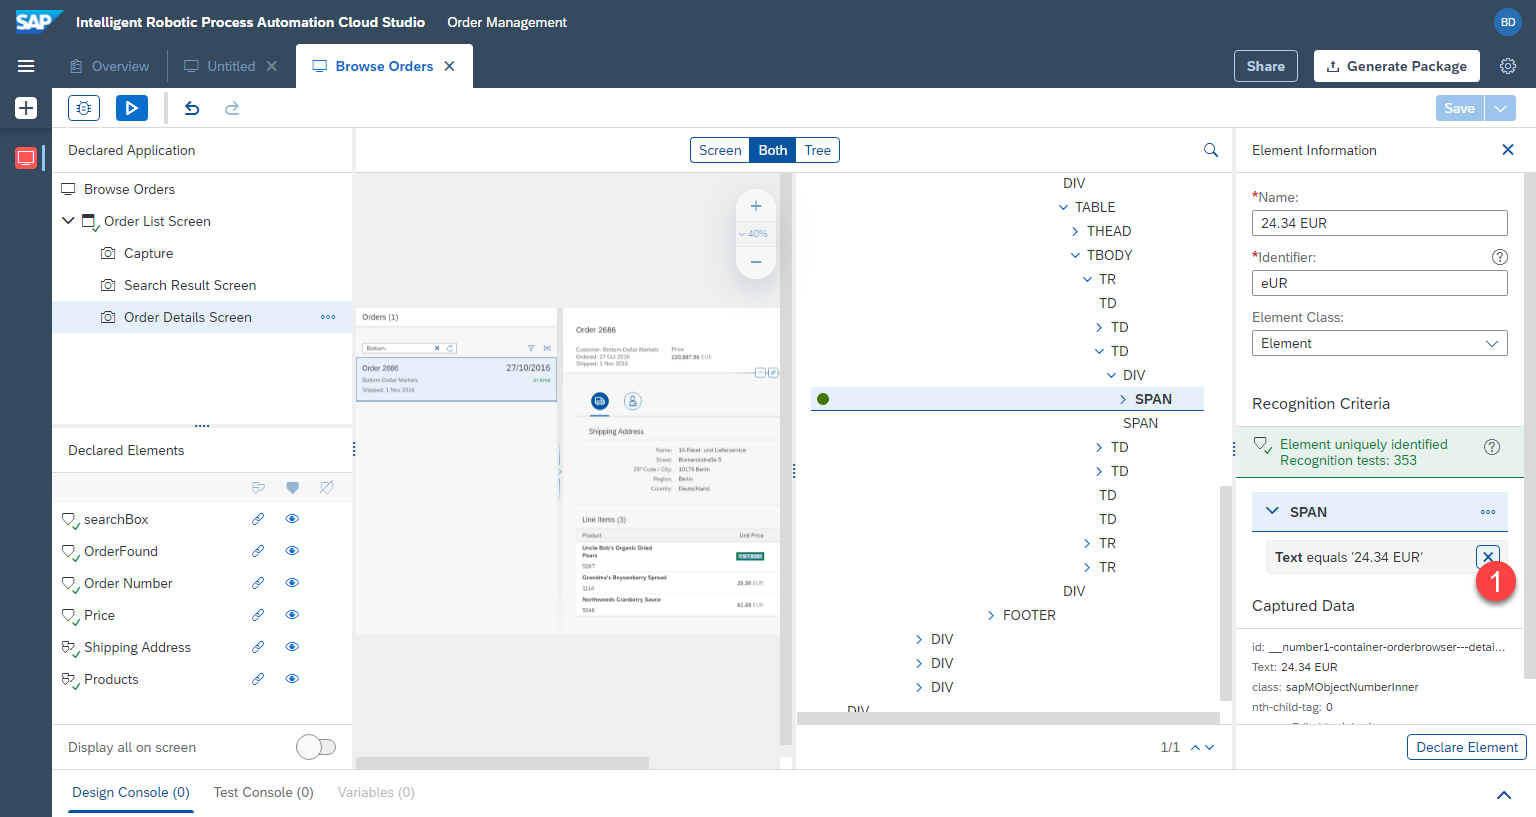 SAP Intelligent Robotic Process Automation Cloud Studio Order Management BD
Overview Untitled Browse Orders Share Generate Package
Save
Declared Application
Browse Orders
Order List Screen
Capture
Search Result Screen
Order Details Screen
Declared Elements
searchBox
OrderFound
Order Number
Price
Shipping Address
Products
Display all on screen
Screen Both Tree
40%
Orders (1)
Bottom-
Order 2686 27/10/2016
Bottom-Dollar Markets In time
Shipped: 1 Nov 2016
Order 2686
Customer: Bottom-Dollar Markets Price
Ordered: 27 Oct 2016 220,887.56 EUR
Shipped: 1 Nov 2016
Shipping Address
Name: 1A Paket- und Lieferservice
Street: Bismarckstraße 5
ZIP Code / City: 10179 Berlin
Region: Berlin
Country: Deutschland
Line Items (3)
Product Unit Price
Uncle Bob's Organic Dried
Pears
5267
Grandma's Boysenberry Spread 20.50 EUR
1114
Northwoods Cranberry Sauce 61.69 EUR
5046
DIV
TABLE
THEAD
TBODY
TR
TD
TD
TD
DIV
SPAN
SPAN
TD
TD
TD
TD
TR
TR
DIV
FOOTER
DIV
DIV
DIV
DIV
1/1
Element Information
*Name:
24.34 EUR
*Identifier:
eUR
Element Class:
Element
Recognition Criteria
Element uniquely identified
Recognition tests: 353
SPAN
Text equals '24.34 EUR'
1
Captured Data
id: __number1-container-orderbrowser---detai...
Text: 24.34 EUR
class: sapMObjectNumberInner
nth-child-tag: 0
Declare Element
Design Console (0) Test Console (0) Variables (0)